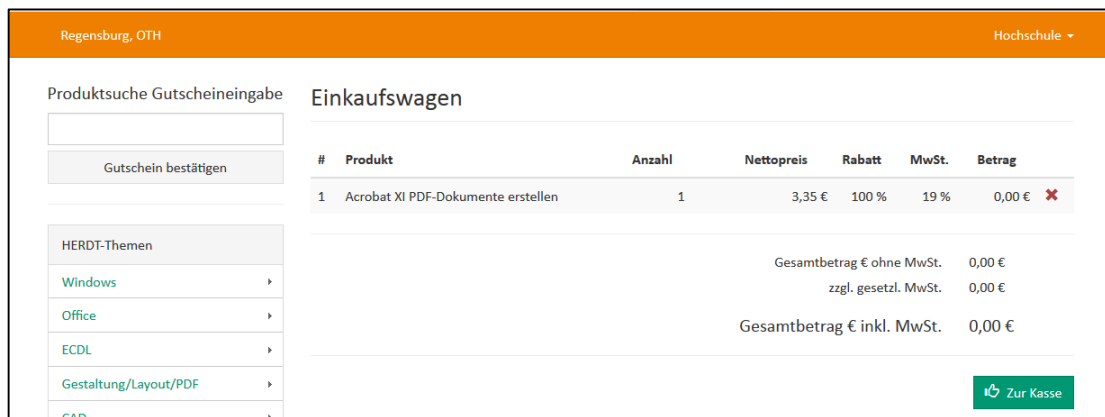 Regensburg, OTH
Hochschule
Produktsuche Gutscheineingabe
Gutschein bestätigen
HERDT-Themen
Windows
Office
ECDL
Gestaltung/Layout/PDF
CAD
Einkaufswagen
# Produkt Anzahl Nettopreis Rabatt MwSt. Betrag
1 Acrobat XI PDF-Dokumente erstellen 1 3,35 € 100 % 19 % 0,00 €
Gesamtbetrag € ohne MwSt. 0,00 €
zzgl. gesetzl. MwSt. 0,00 €
Gesamtbetrag € inkl. MwSt. 0,00 €
Zur Kasse